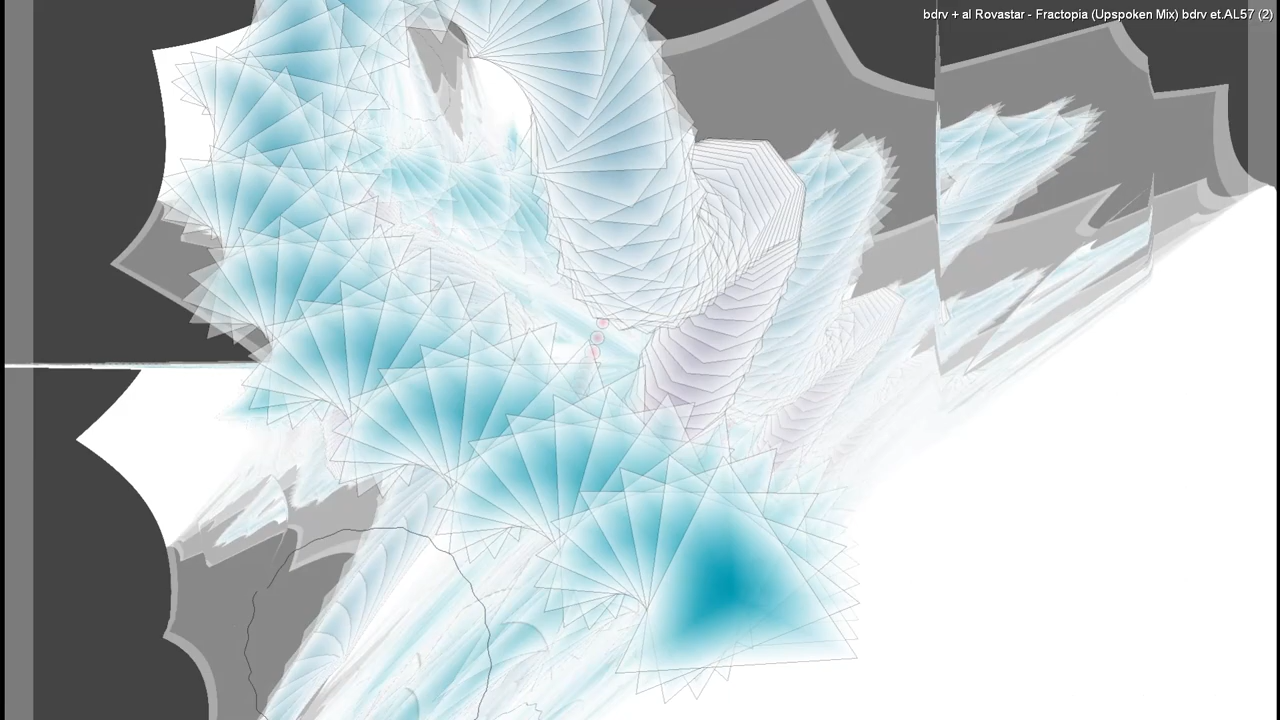 bdrv + al Rovastar - Fractopia (Upspoken Mix) bdrv et.AL57 (2)